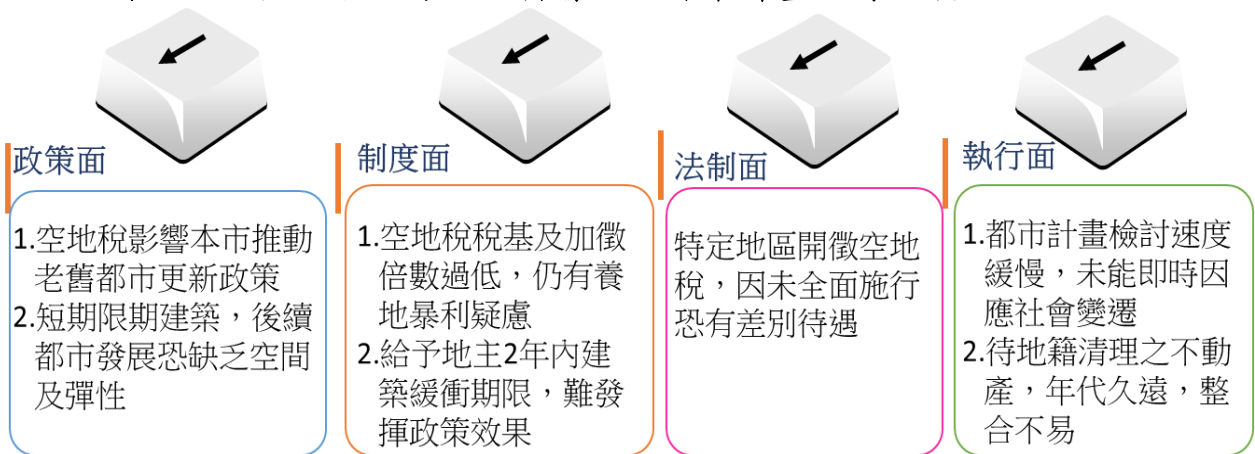 政策面
1.空地稅影響本市推動
老舊都市更新政策
2.短期限期建築，後續
都市發展恐缺乏空間
及彈性
制度面
1.空地稅稅基及加徵
倍數過低，仍有養
地暴利疑慮
2.給予地主2年內建
築緩衝期限，難發
揮政策效果
法制面
特定地區開徵空地
稅，因未全面施行
恐有差別待遇
執行面
1.都市計畫檢討速度
緩慢，未能即時因
應社會變遷
2.待地籍清理之不動
產，年代久遠，整
合不易